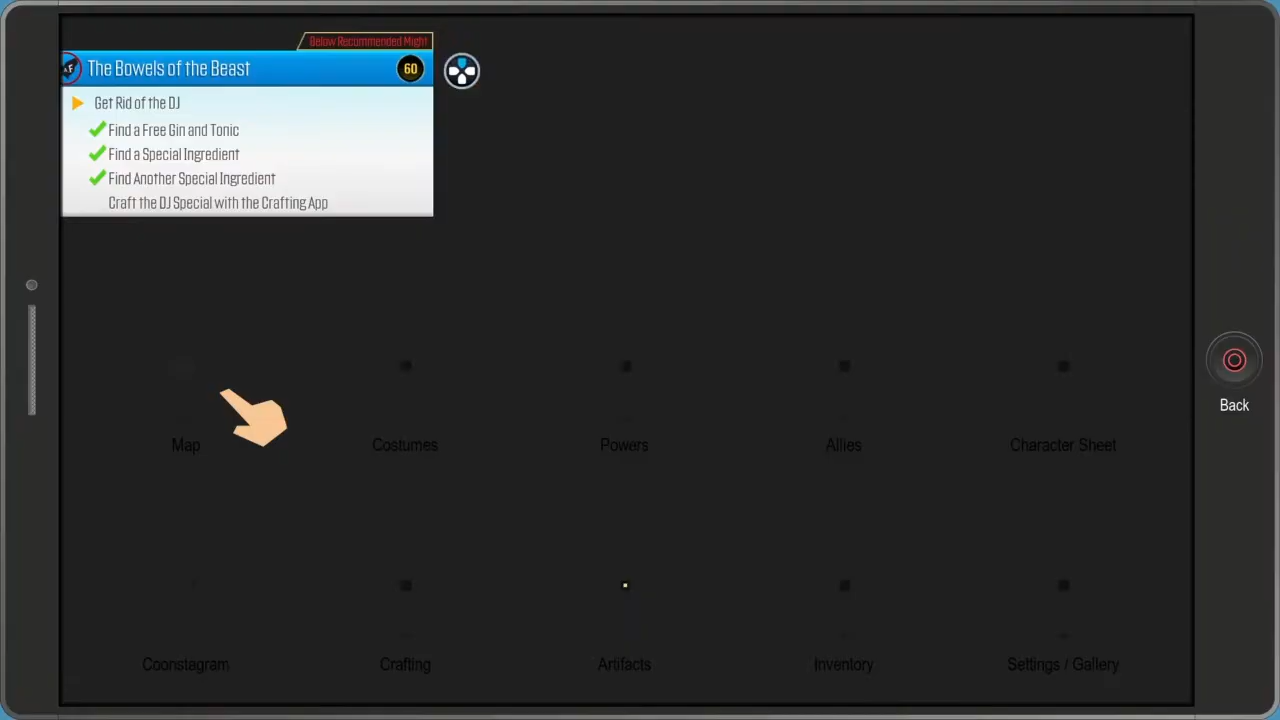 Below Recommended Might
The Bowels of the Beast
60
Get Rid of the DJ
Find a Free Gin and Tonic
Find a Special Ingredient
Find Another Special Ingredient
Craft the DJ Special with the Crafting App
Back
Map
Costumes
Powers
Allies
Character Sheet
Coonstagram
Crafting
Artifacts
Inventory
Settings / Gallery